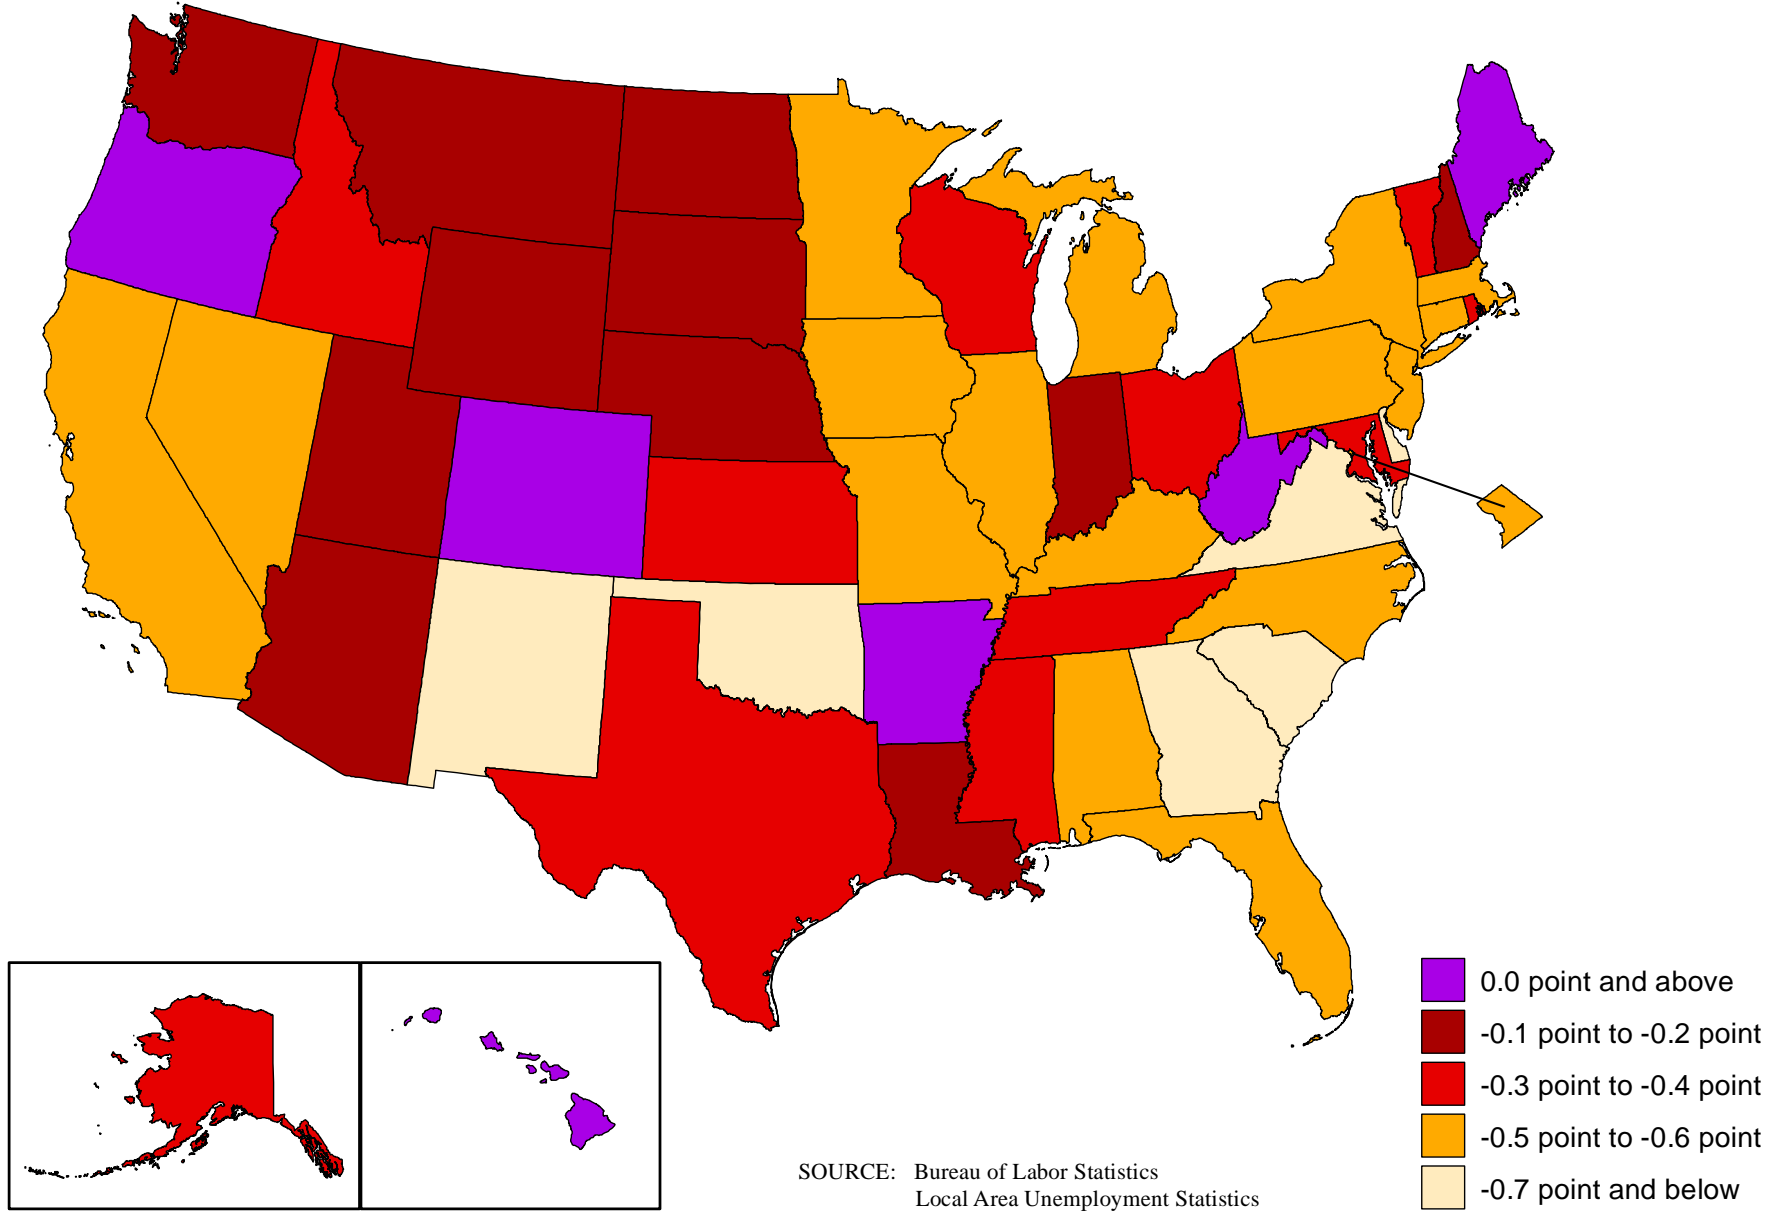 0.0 point and above
-0.1 point to -0.2 point
-0.3 point to -0.4 point
-0.5 point to -0.6 point
-0.7 point and below
SOURCE: Bureau of Labor Statistics
Local Area Unemployment Statistics